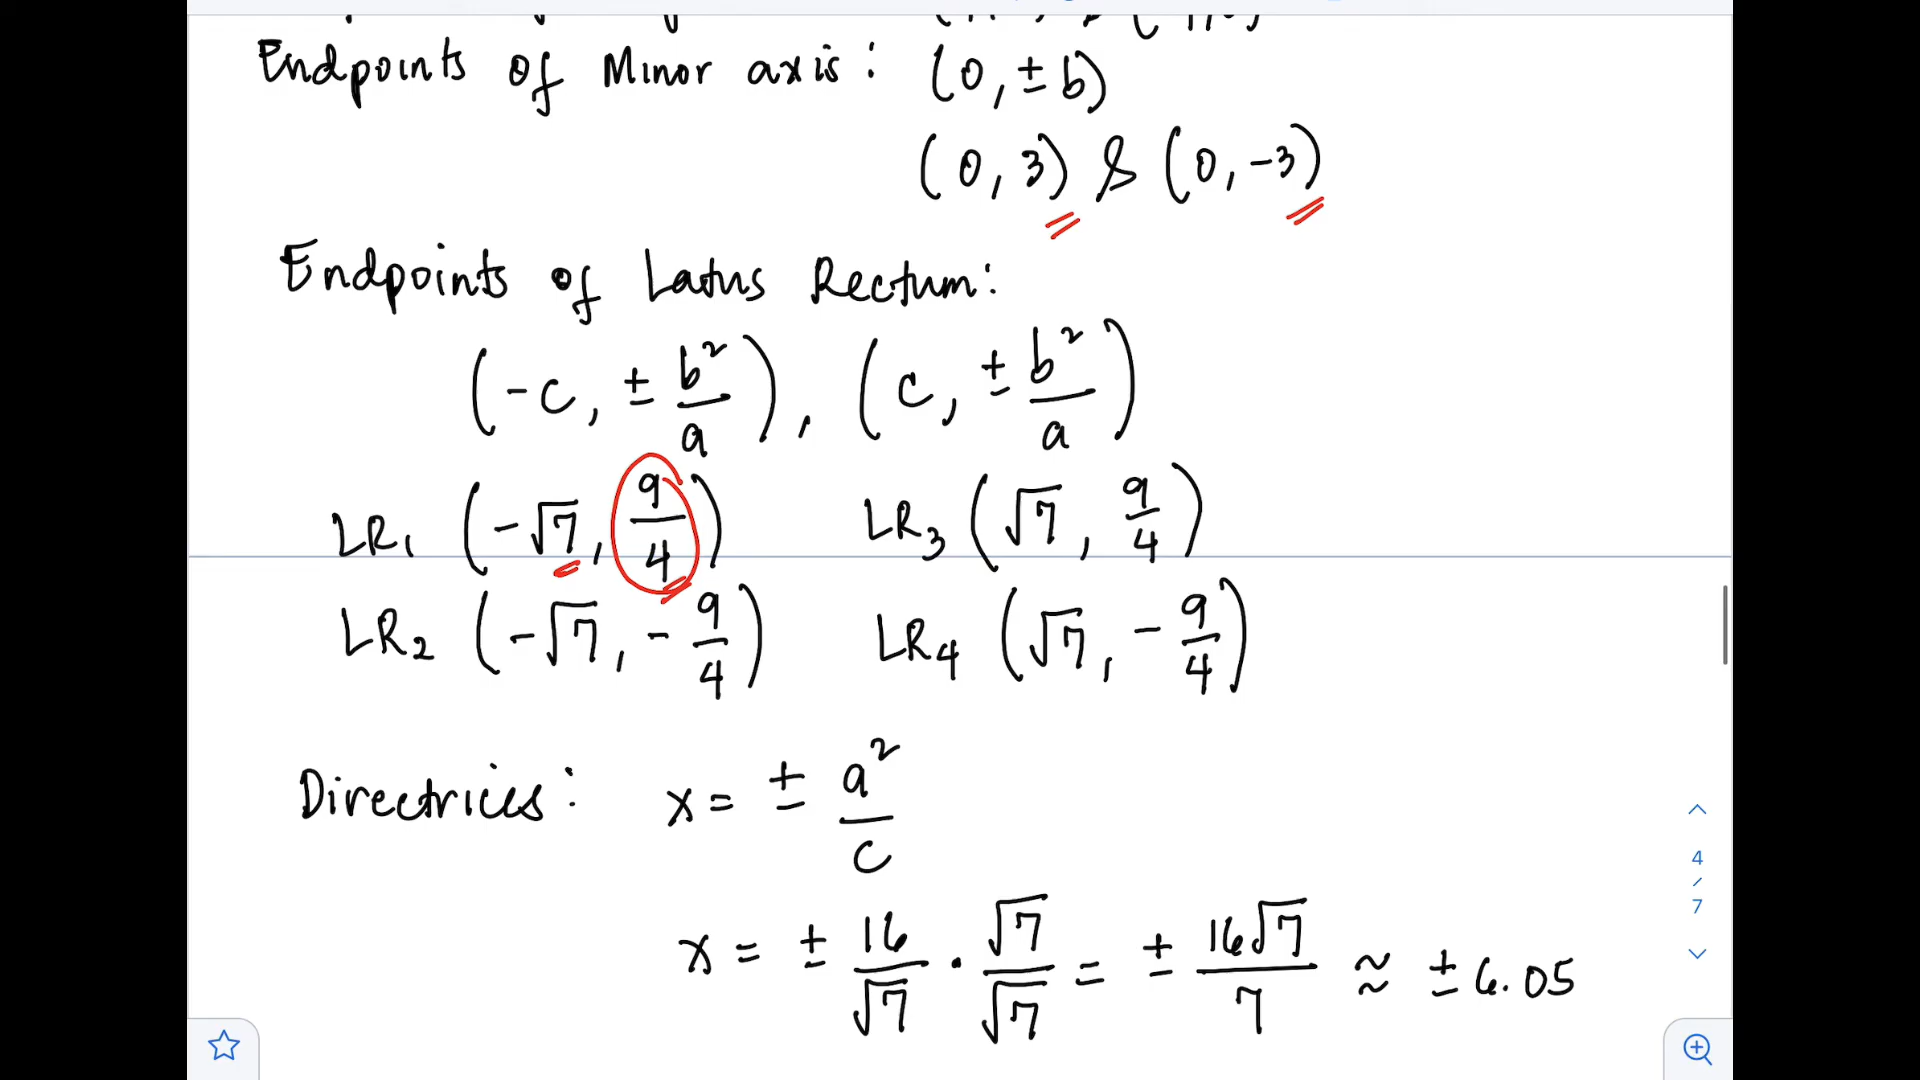 Endpoints of Minor axis : (0, ± b)
(0, 3) & (0, -3)
Endpoints of Latus Rectum:
(-c, ± b²/a), (c, ± b²/a)
LR₁ (-√7, 9/4) LR₃ (√7, 9/4)
LR₂ (-√7, -9/4) LR₄ (√7, -9/4)
Directrices: x = ± a²/c
x = ± 16/√7 · √7/√7 = ± 16√7/7 ≈ ± 6.05
4
/
7